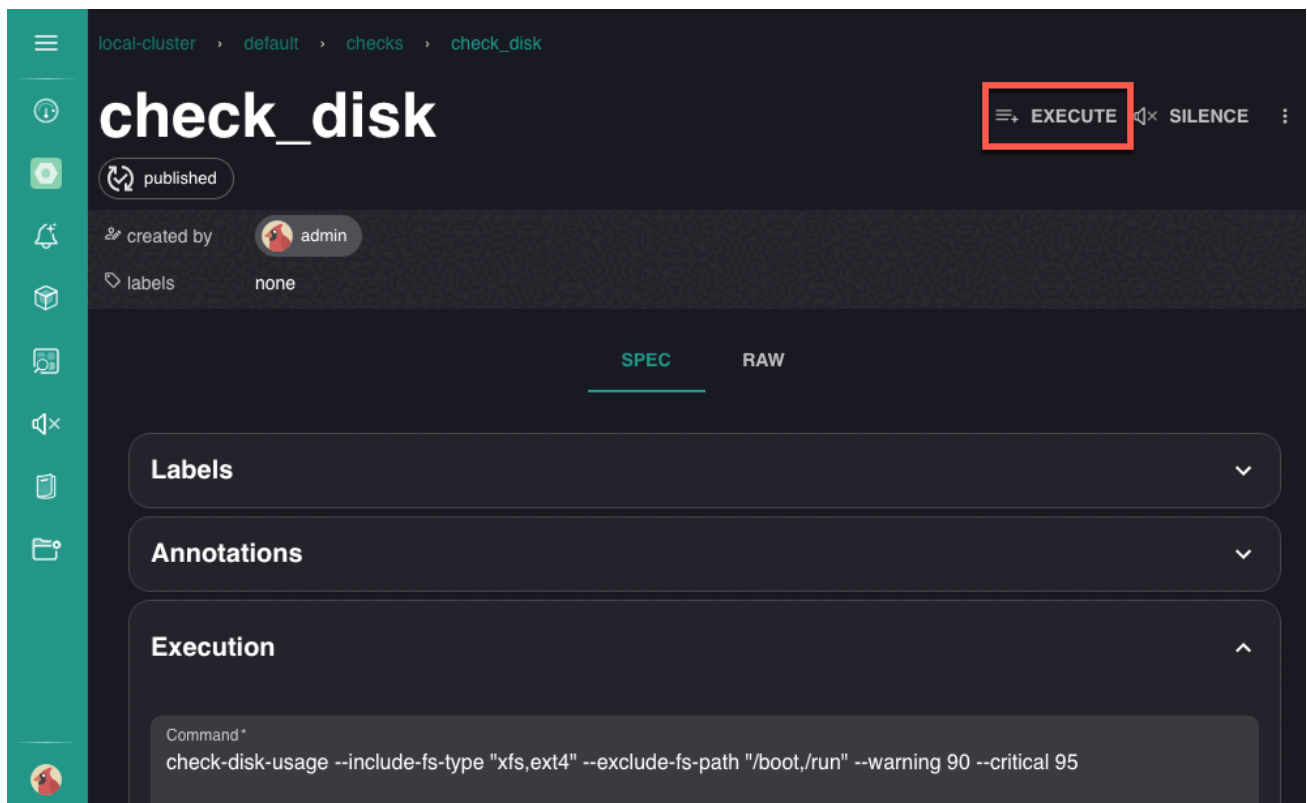 local-cluster › default › checks › check_disk
check_disk
EXECUTE SILENCE
published
created by admin
labels none
SPEC RAW
Labels
Annotations
Execution
Command*
check-disk-usage --include-fs-type "xfs,ext4" --exclude-fs-path "/boot,/run" --warning 90 --critical 95